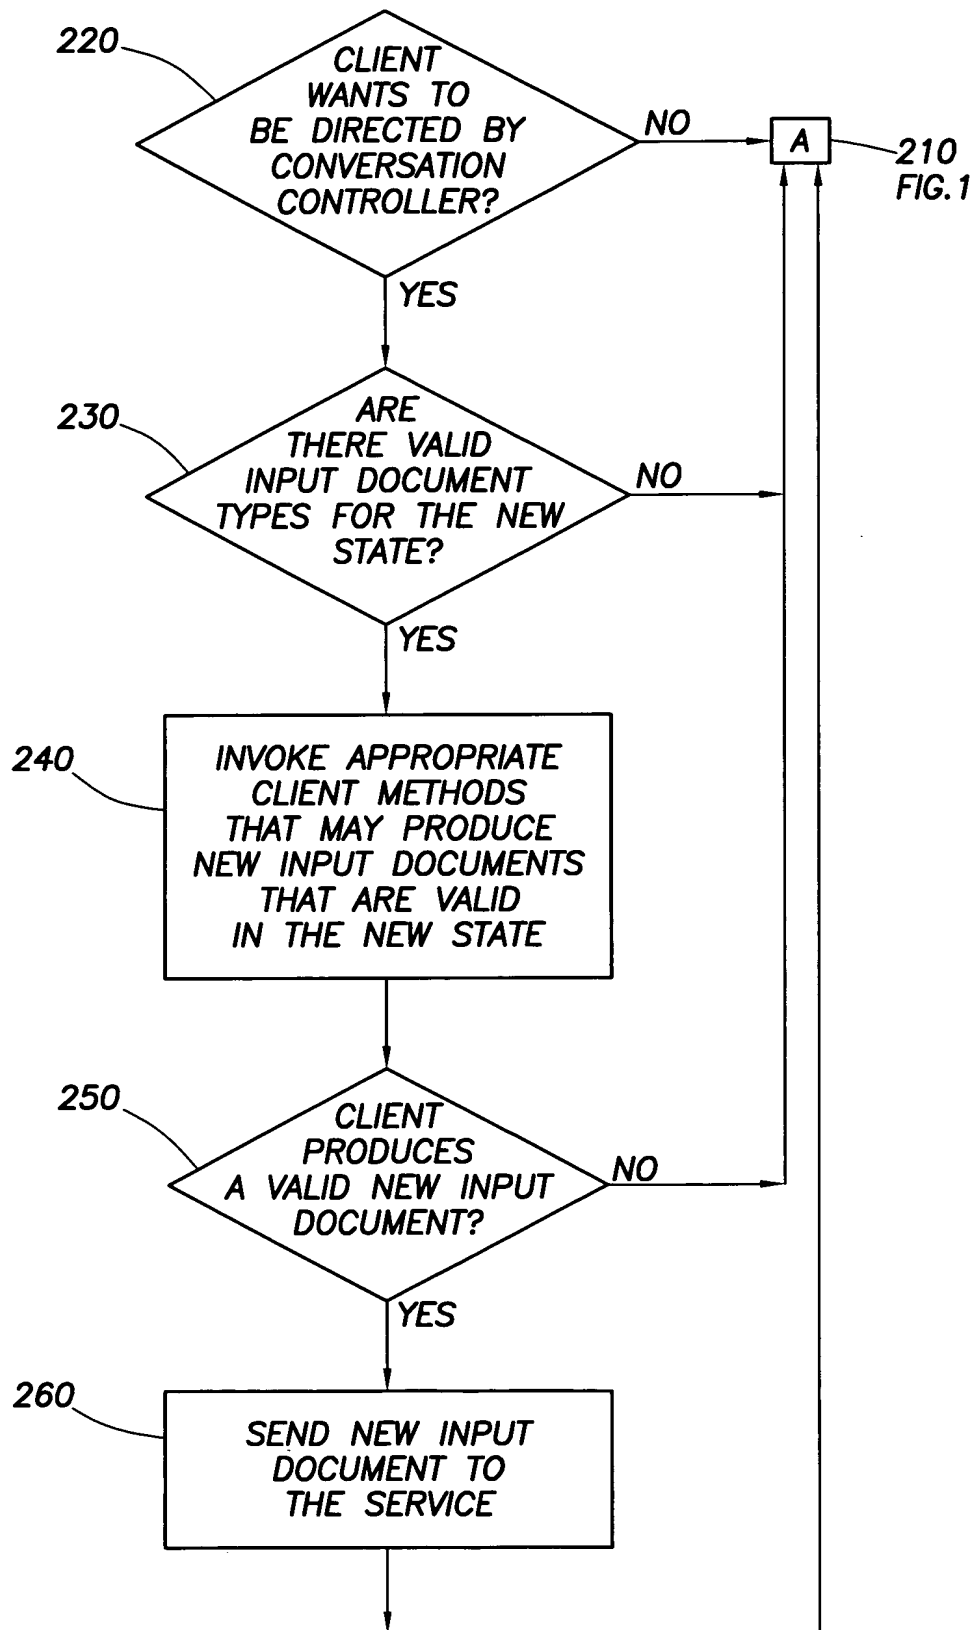 220
CLIENT
WANTS TO
BE DIRECTED BY
CONVERSATION
CONTROLLER?
NO
A
210
FIG.1
YES
230
ARE
THERE VALID
INPUT DOCUMENT
TYPES FOR THE NEW
STATE?
NO
YES
240
INVOKE APPROPRIATE
CLIENT METHODS
THAT MAY PRODUCE
NEW INPUT DOCUMENTS
THAT ARE VALID
IN THE NEW STATE
250
CLIENT
PRODUCES
A VALID NEW INPUT
DOCUMENT?
NO
YES
260
SEND NEW INPUT
DOCUMENT TO
THE SERVICE